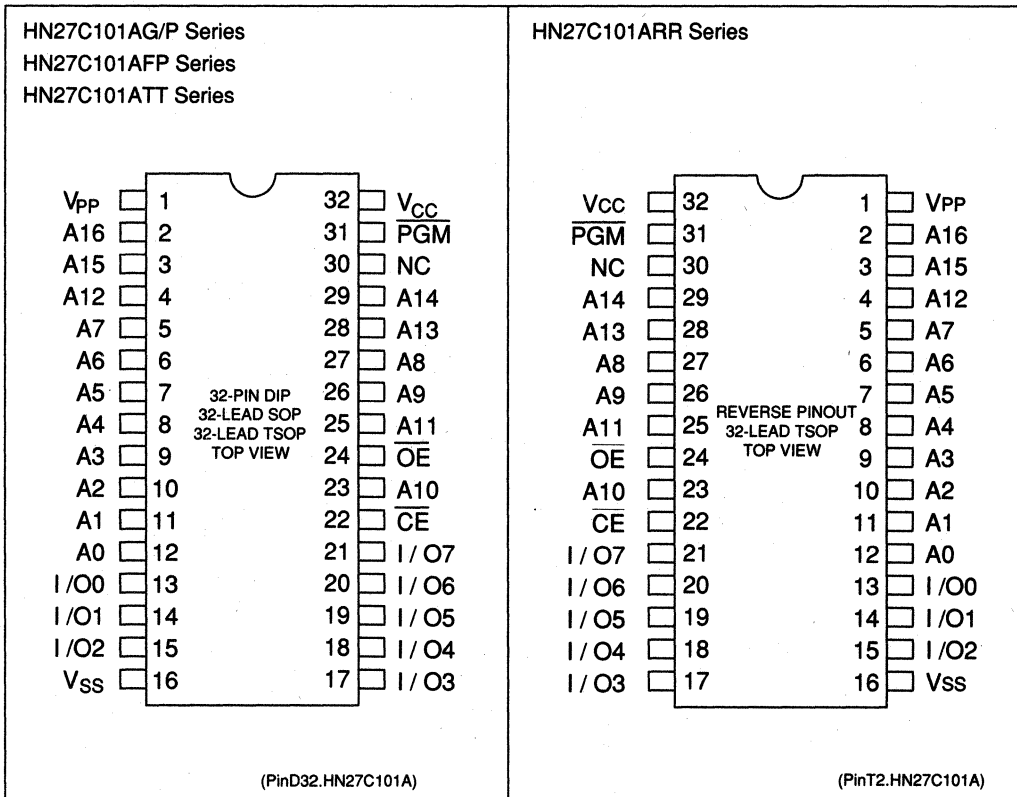 HN27C101AG/P Series
HN27C101AFP Series
HN27C101ATT Series
VPP 1 32 VCC
A16 2 31 PGM
A15 3 30 NC
A12 4 29 A14
A7 5 28 A13
A6 6 27 A8
A5 7 26 A9
A4 8 25 A11
A3 9 24 OE
A2 10 23 A10
A1 11 22 CE
A0 12 21 I/O7
I/O0 13 20 I/O6
I/O1 14 19 I/O5
I/O2 15 18 I/O4
VSS 16 17 I/O3
32-PIN DIP
32-LEAD SOP
32-LEAD TSOP
TOP VIEW
(PinD32.HN27C101A)
HN27C101ARR Series
VCC 32 1 VPP
PGM 31 2 A16
NC 30 3 A15
A14 29 4 A12
A13 28 5 A7
A8 27 6 A6
A9 26 7 A5
A11 25 8 A4
OE 24 9 A3
A10 23 10 A2
CE 22 11 A1
I/O7 21 12 A0
I/O6 20 13 I/O0
I/O5 19 14 I/O1
I/O4 18 15 I/O2
I/O3 17 16 VSS
REVERSE PINOUT
32-LEAD TSOP
TOP VIEW
(PinT2.HN27C101A)